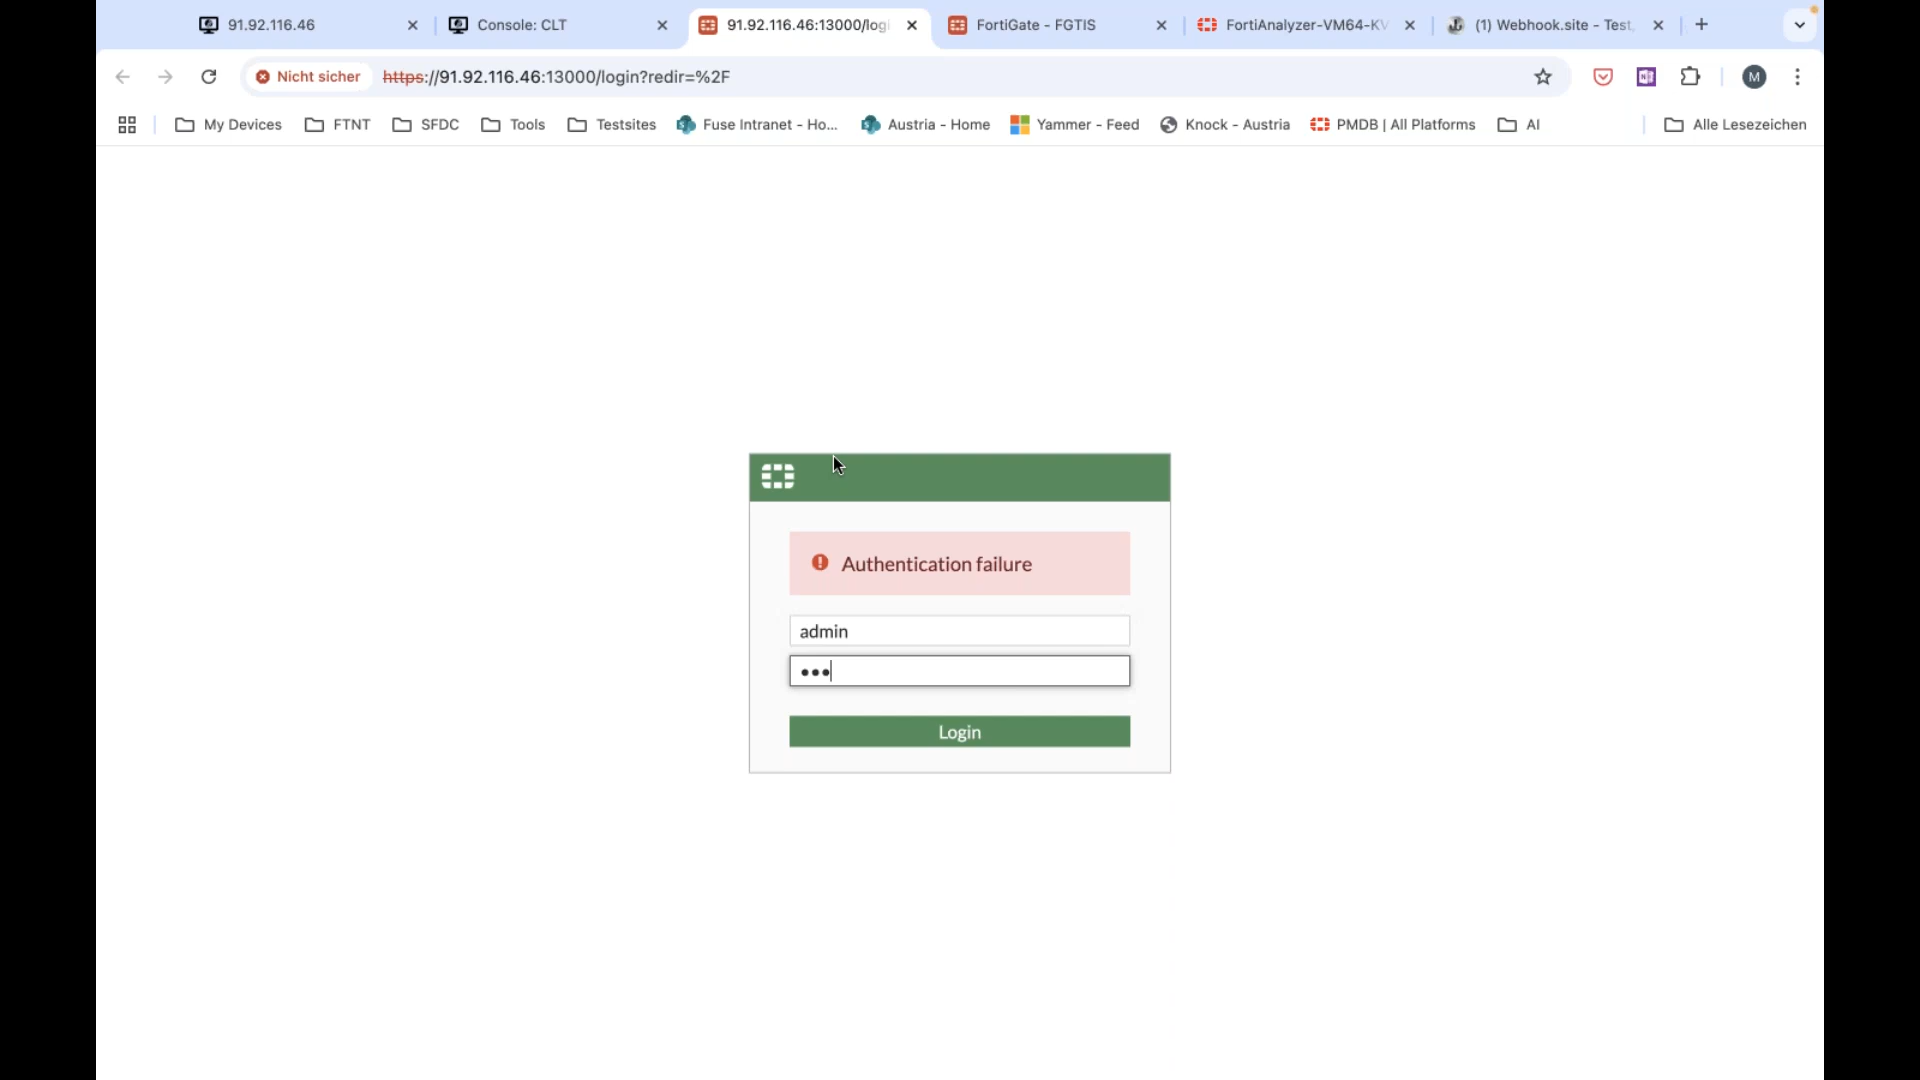 91.92.116.46
Console: CLT
91.92.116.46:13000/logi
FortiGate - FGTIS
FortiAnalyzer-VM64-KV
(1) Webhook.site - Test,
Nicht sicher
https://91.92.116.46:13000/login?redir=%2F
M
My Devices
FTNT
SFDC
Tools
Testsites
Fuse Intranet - Ho...
Austria - Home
Yammer - Feed
Knock - Austria
PMDB | All Platforms
AI
Alle Lesezeichen
Authentication failure
admin
Login